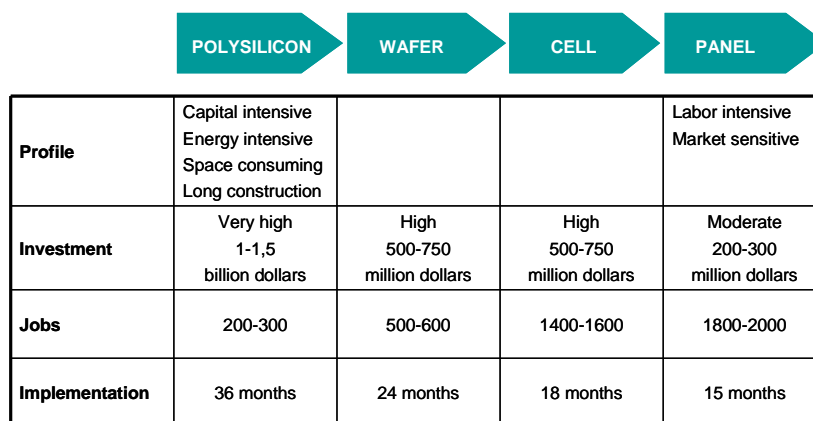 POLYSILICON WAFER CELL PANEL
Profile
Capital intensive
Energy intensive
Space consuming
Long construction
Labor intensive
Market sensitive
Investment
Very high
1-1,5
billion dollars
High
500-750
million dollars
High
500-750
million dollars
Moderate
200-300
million dollars
Jobs 200-300 500-600 1400-1600 1800-2000
Implementation 36 months 24 months 18 months 15 months